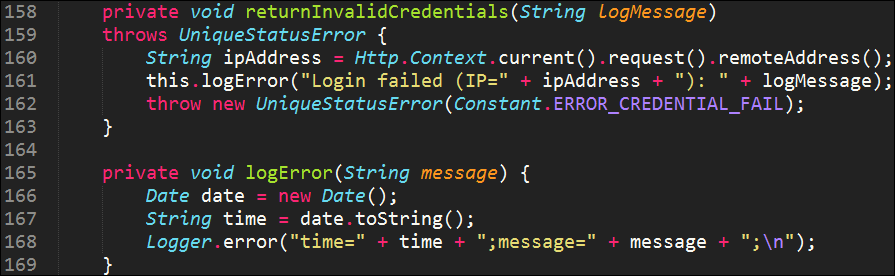 158 private void returnInvalidCredentials(String logMessage)
159 throws UniqueStatusError {
160 String ipAddress = Http.Context.current().request().remoteAddress();
161 this.logError("Login failed (IP=" + ipAddress + "): " + logMessage);
162 throw new UniqueStatusError(Constant.ERROR_CREDENTIAL_FAIL);
163 }
164
165 private void logError(String message) {
166 Date date = new Date();
167 String time = date.toString();
168 Logger.error("time=" + time + ";message=" + message + ";\n");
169 }